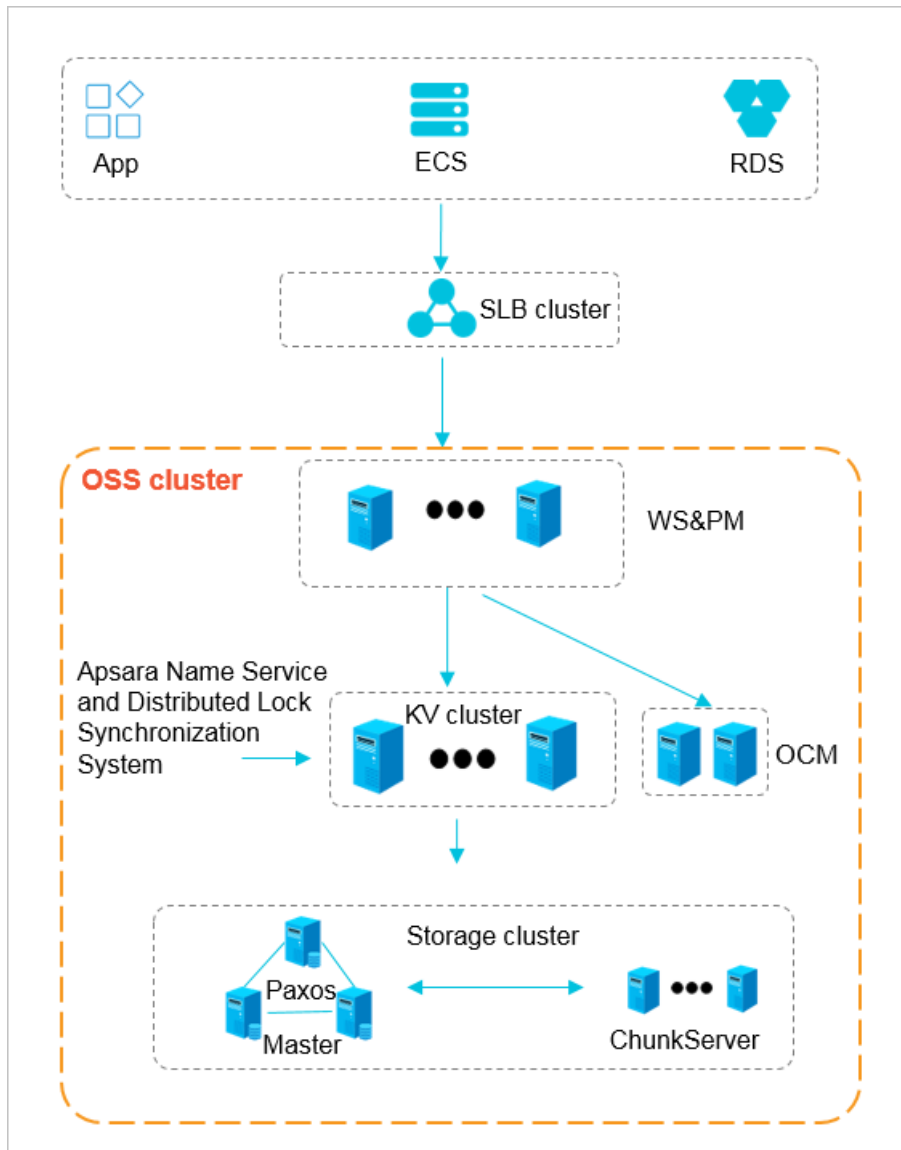 App
ECS
RDS
SLB cluster
OSS cluster
WS&PM
Apsara Name Service
and Distributed Lock
Synchronization
System
KV cluster
OCM
Storage cluster
Paxos
Master
ChunkServer